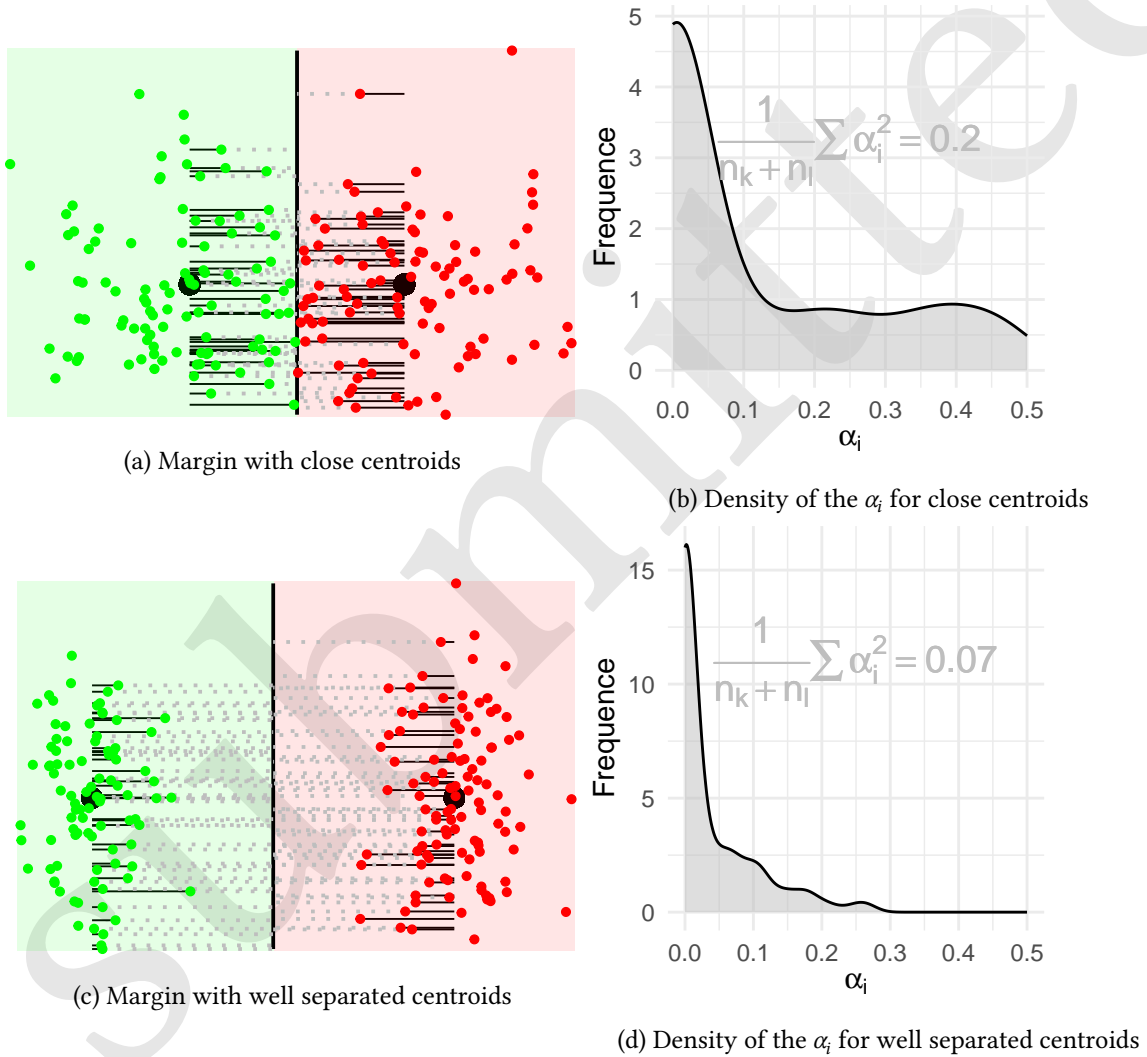 (a) Margin with close centroids
5
4
3
2
1
0
Frequence
1
n_k + n_l
∑ α_i^2 = 0.2
0.0 0.1 0.2 0.3 0.4 0.5
α_i
(b) Density of the α_i for close centroids
(c) Margin with well separated centroids
15
10
5
0
Frequence
1
n_k + n_l
∑ α_i^2 = 0.07
0.0 0.1 0.2 0.3 0.4 0.5
α_i
(d) Density of the α_i for well separated centroids
submitted